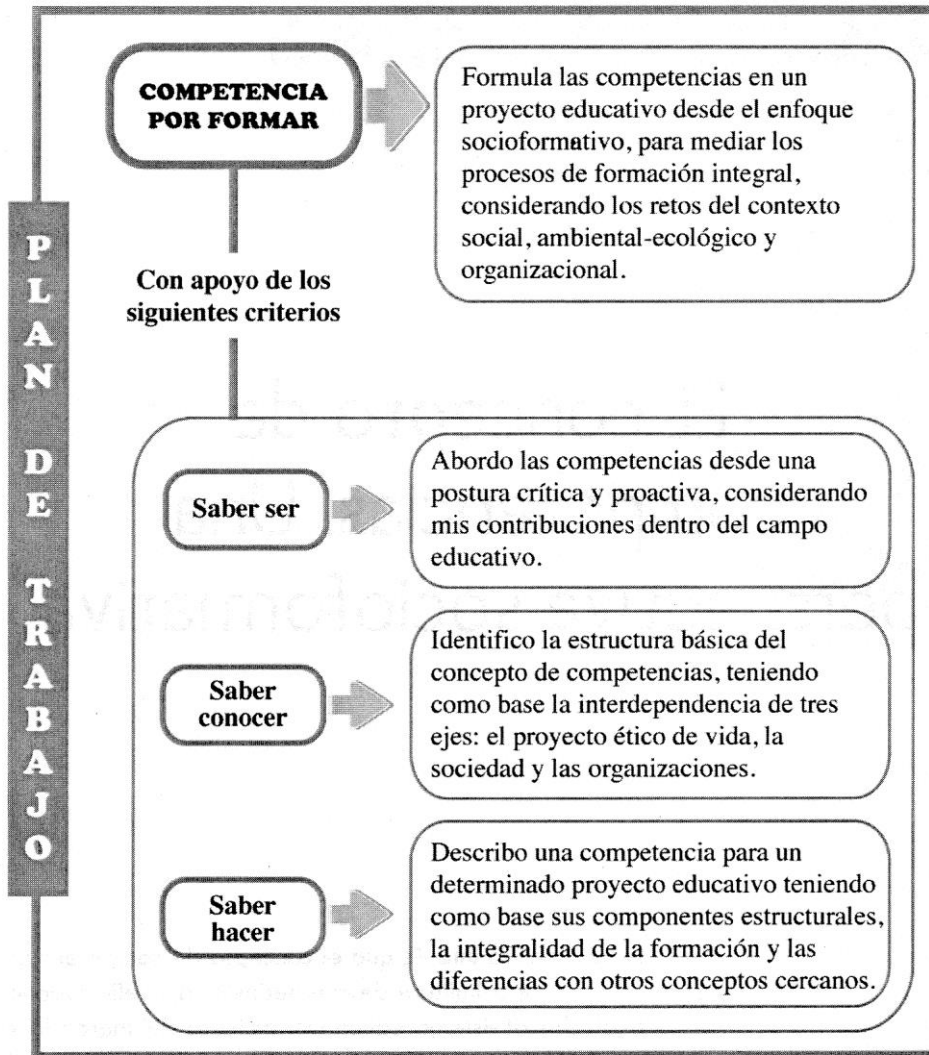 PLAN DE TRABAJO
COMPETENCIA
POR FORMAR
Formula las competencias en un
proyecto educativo desde el enfoque
socioformativo, para mediar los
procesos de formación integral,
considerando los retos del contexto
social, ambiental-ecológico y
organizacional.
Con apoyo de los
siguientes criterios
Saber ser
Abordo las competencias desde una
postura crítica y proactiva, considerando
mis contribuciones dentro del campo
educativo.
Saber
conocer
Identifico la estructura básica del
concepto de competencias, teniendo
como base la interdependencia de tres
ejes: el proyecto ético de vida, la
sociedad y las organizaciones.
Saber
hacer
Describo una competencia para un
determinado proyecto educativo teniendo
como base sus componentes estructurales,
la integralidad de la formación y las
diferencias con otros conceptos cercanos.